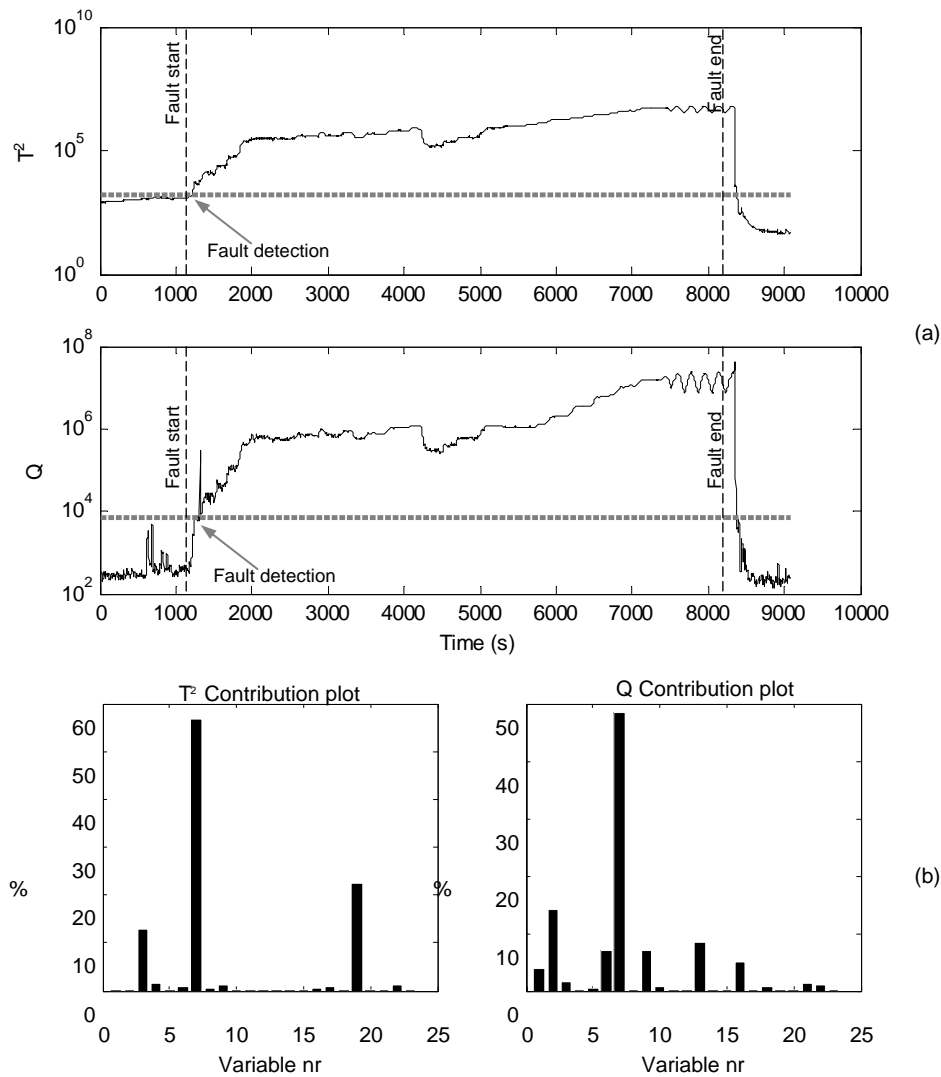 10^10
Fault start
Fault end
T^2
10^5
Fault detection
10^0
0 1000 2000 3000 4000 5000 6000 7000 8000 9000 10000
(a)
10^8
Fault start
Fault end
10^6
Q
10^4
Fault detection
10^2
0 1000 2000 3000 4000 5000 6000 7000 8000 9000 10000
Time (s)
T² Contribution plot
60
50
40
30
20
10
0
%
0 5 10 15 20 25
Variable nr
Q Contribution plot
50
40
30
20
10
0
%
0 5 10 15 20 25
Variable nr
(b)